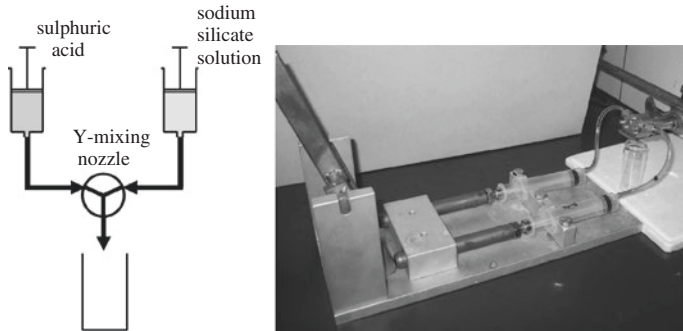 sulphuric
acid
sodium
silicate
solution
Y-mixing
nozzle